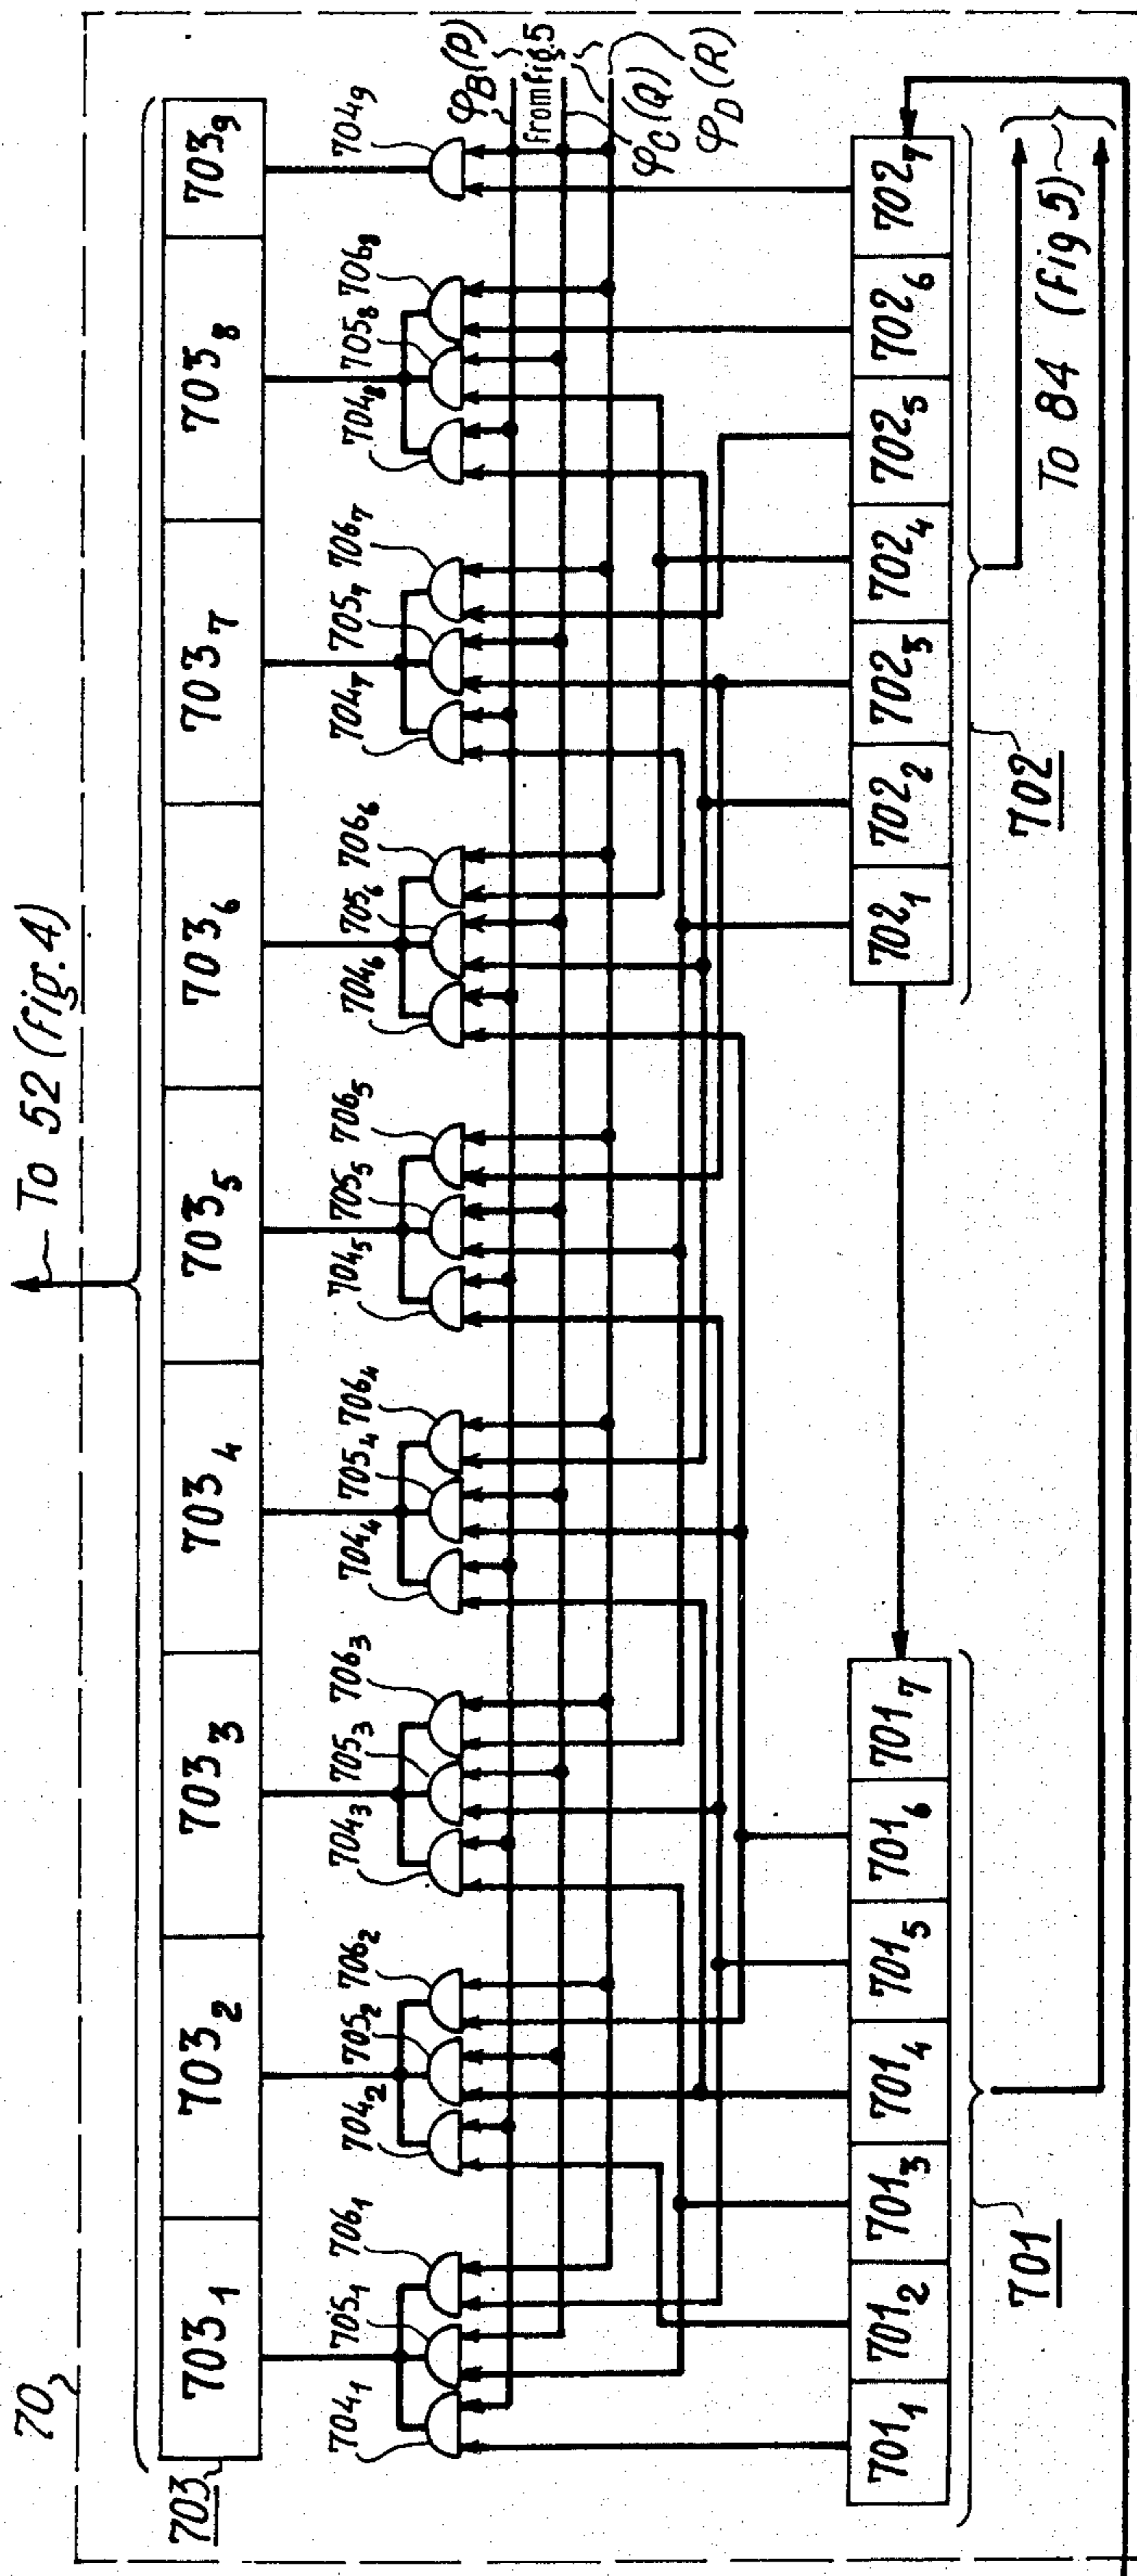 70
To 52 (fig.4)
703
703₁ 703₂ 703₃ 703₄ 703₅ 703₆ 703₇ 703₈ 703₉
704₁ 705₁ 706₁
704₂ 705₂ 706₂
704₃ 705₃ 706₃
704₄ 705₄ 706₄
704₅ 705₅ 706₅
704₆ 705₆ 706₆
704₇ 705₇ 706₇
704₈ 705₈ 706₈
704₉
φB (P)
from fig.5
φC (Q)
φD (R)
701₁ 701₂ 701₃ 701₄ 701₅ 701₆ 701₇
701
702₁ 702₂ 702₃ 702₄ 702₅ 702₆ 702₇
702
To 84 (fig 5)